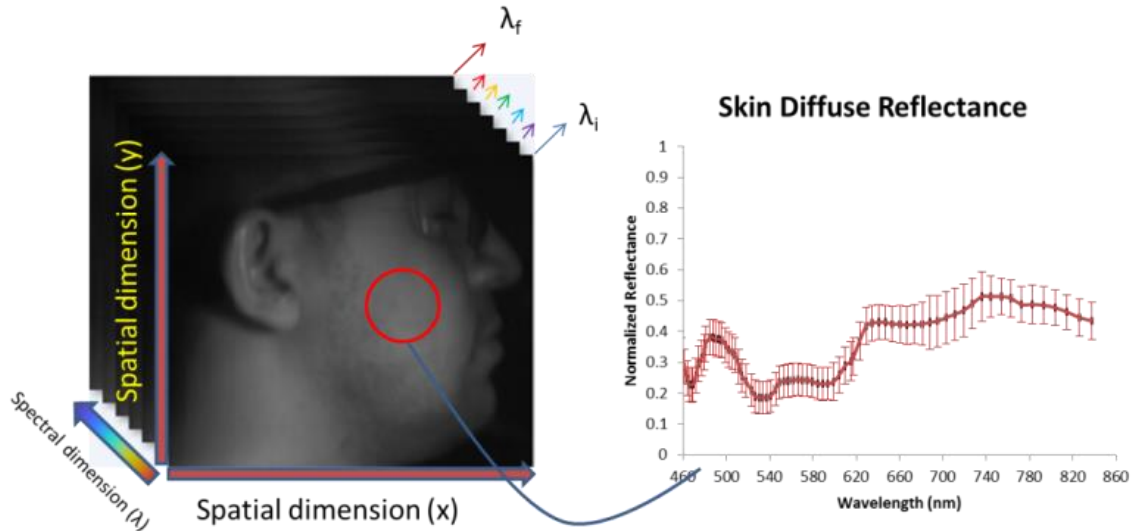 λf
λi
Spatial dimension (y)
Spectral dimension (λ)
Spatial dimension (x)
Skin Diffuse Reflectance
Normalized Reflectance
1
0.9
0.8
0.7
0.6
0.5
0.4
0.3
0.2
0.1
0
460 500 540 580 620 660 700 740 780 820 860
Wavelength (nm)